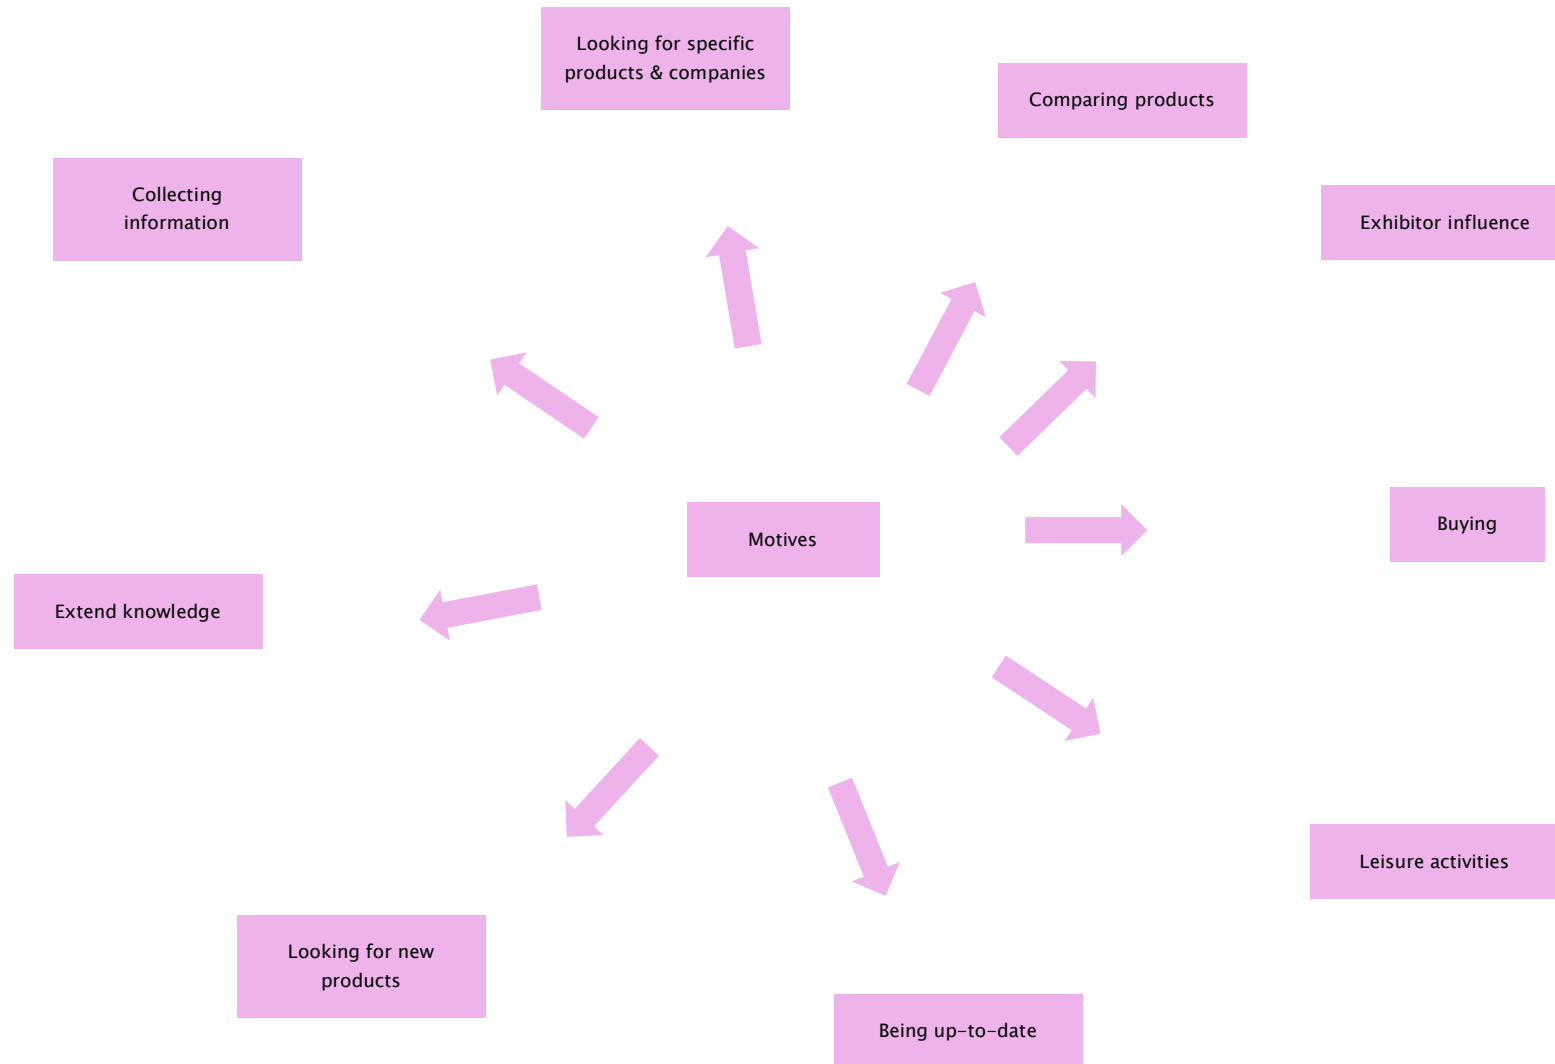 Looking for specific
products & companies
Comparing products
Collecting
information
Exhibitor influence
Buying
Motives
Extend knowledge
Leisure activities
Looking for new
products
Being up-to-date